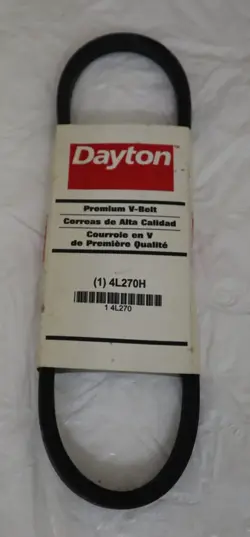 Dayton
Premium V-Belt
Correas de Alta Calidad
Courroie en V
de Première Qualité
(1) 4L270H
1 4L270